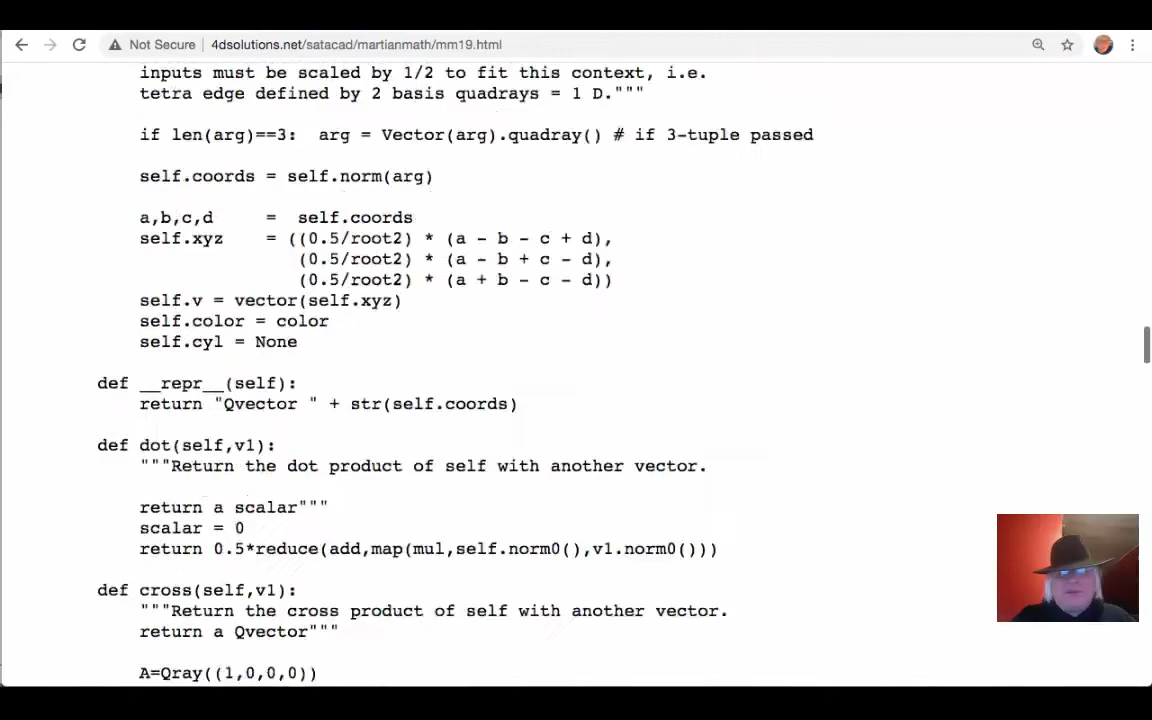 Not Secure 4dsolutions.net/satacad/martianmath/mm19.html
inputs must be scaled by 1/2 to fit this context, i.e.
tetra edge defined by 2 basis quadrays = 1 D."""
if len(arg)==3: arg = Vector(arg).quadray() # if 3-tuple passed
self.coords = self.norm(arg)
a,b,c,d = self.coords
self.xyz = ((0.5/root2) * (a - b - c + d),
(0.5/root2) * (a - b + c - d),
(0.5/root2) * (a + b - c - d))
self.v = vector(self.xyz)
self.color = color
self.cyl = None
def __repr__(self):
return "Qvector " + str(self.coords)
def dot(self,v1):
"""Return the dot product of self with another vector.
return a scalar"""
scalar = 0
return 0.5*reduce(add,map(mul,self.norm0(),v1.norm0()))
def cross(self,v1):
"""Return the cross product of self with another vector.
return a Qvector"""
A=Qray((1,0,0,0))